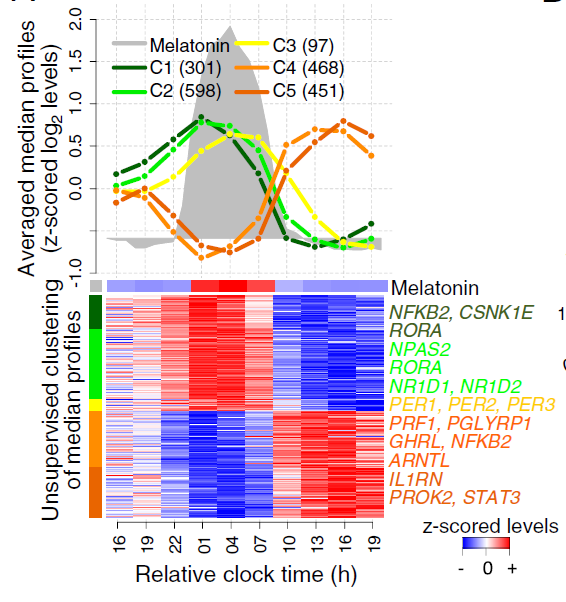 Averaged median profiles
(z-scored log2 levels)
2.0
1.5
1.0
0.5
0.0
-1.0
Melatonin
C1 (301)
C2 (598)
C3 (97)
C4 (468)
C5 (451)
Melatonin
Unsupervised clustering
of median profiles
NFKB2, CSNK1E
RORA
NPAS2
RORA
NR1D1, NR1D2
PER1, PER2, PER3
PRF1, PGLYRP1
GHRL, NFKB2
ARNTL
IL1RN
PROK2, STAT3
1
16 19 22 01 04 07 10 13 16 19
Relative clock time (h)
z-scored levels
- 0 +